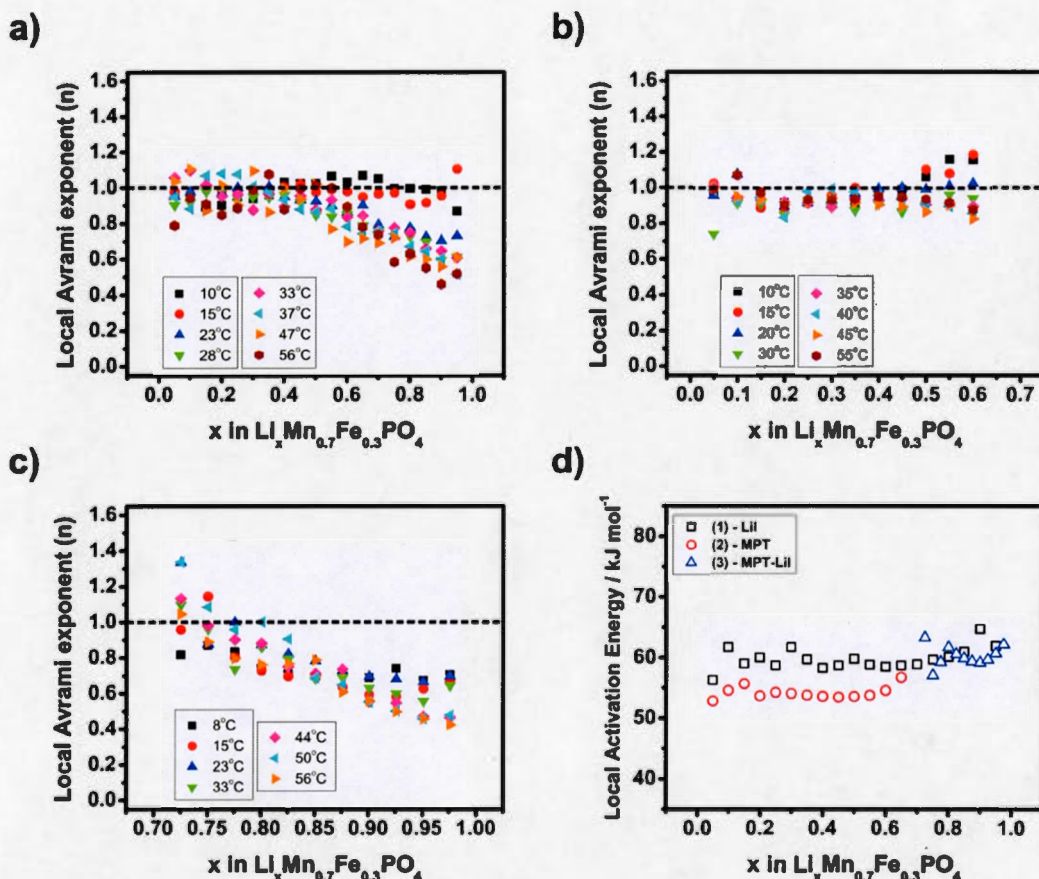 a)
Local Avrami exponent (n)
1.6
1.4
1.2
1.0
0.8
0.6
0.4
0.2
0.0
10°C
15°C
23°C
28°C
33°C
37°C
47°C
56°C
0.0 0.2 0.4 0.6 0.8 1.0
x in LiₓMn₀.₇Fe₀.₃PO₄
b)
Local Avrami exponent (n)
1.6
1.4
1.2
1.0
0.8
0.6
0.4
0.2
0.0
10°C
15°C
20°C
30°C
35°C
40°C
45°C
55°C
0.0 0.1 0.2 0.3 0.4 0.5 0.6 0.7
x in LiₓMn₀.₇Fe₀.₃PO₄
c)
Local Avrami exponent (n)
1.6
1.4
1.2
1.0
0.8
0.6
0.4
0.2
0.0
8°C
15°C
23°C
33°C
44°C
50°C
56°C
0.70 0.75 0.80 0.85 0.90 0.95 1.00
x in LiₓMn₀.₇Fe₀.₃PO₄
d)
Local Activation Energy / kJ mol⁻¹
80
70
60
50
40
(1) - LiI
(2) - MPT
(3) - MPT-LiI
0.0 0.2 0.4 0.6 0.8 1.0
x in LiₓMn₀.₇Fe₀.₃PO₄